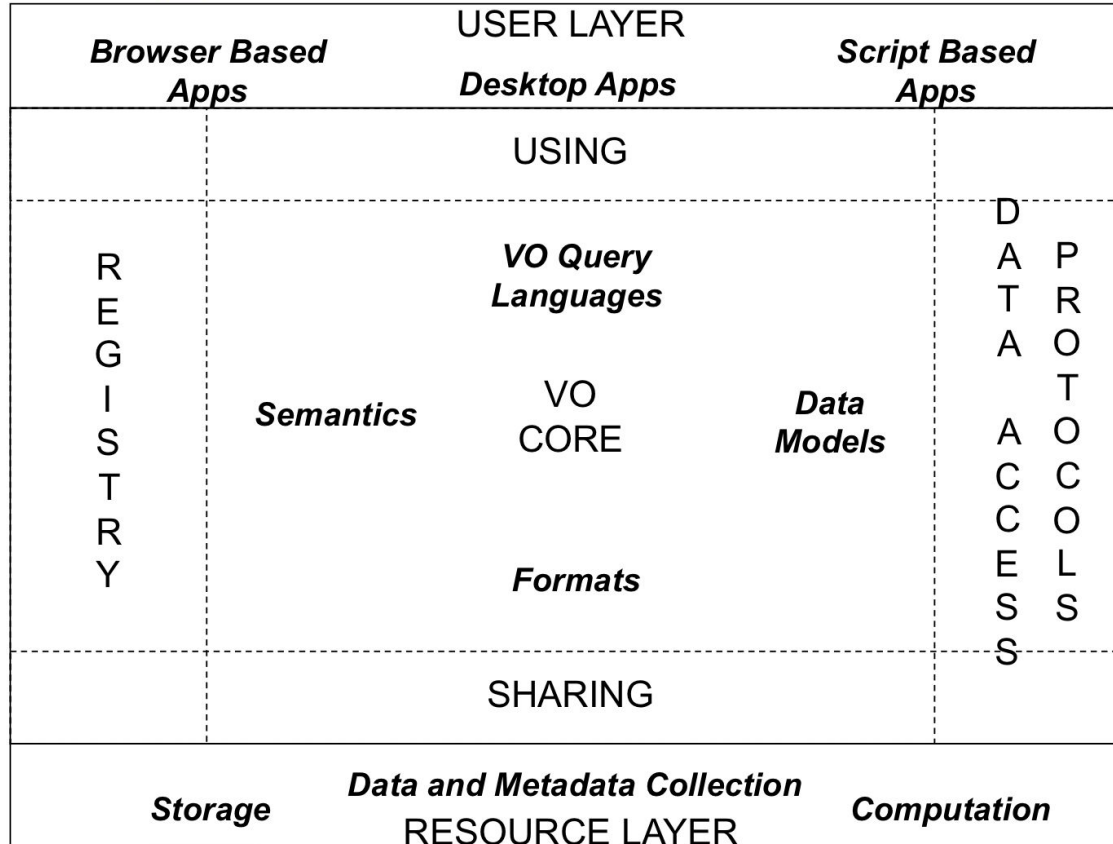 USER LAYER
Browser Based
Apps
Desktop Apps
Script Based
Apps
USING
REGISTRY
VO Query
Languages
Semantics
VO
CORE
Data
Models
Formats
DATA ACCESS
PROTOCOLS
SHARING
Storage
Data and Metadata Collection
Computation
RESOURCE LAYER